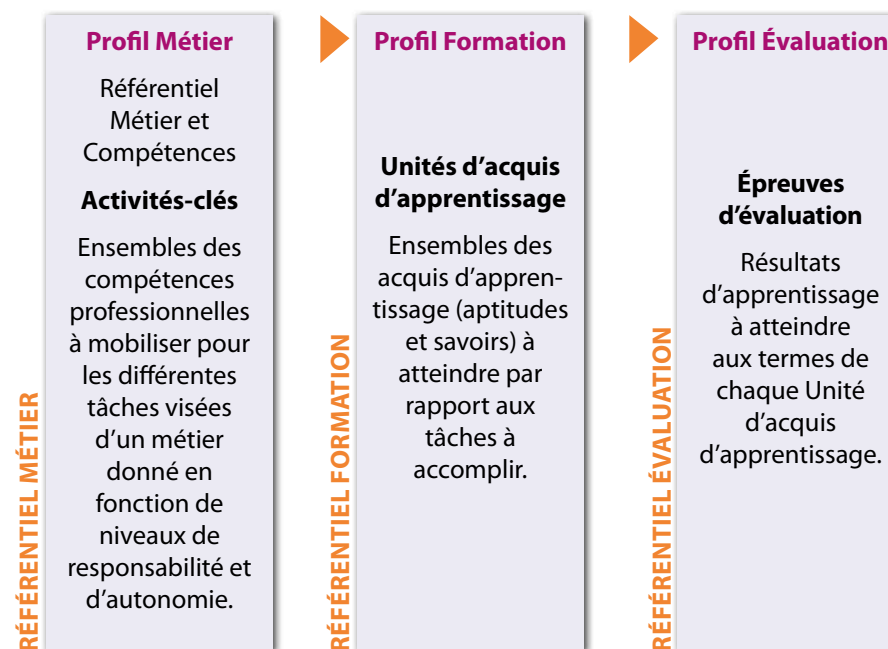 Profil Métier
Référentiel
Métier et
Compétences
Activités-clés
Ensembles des
compétences
professionnelles
à mobiliser pour
les différentes
tâches visées
d'un métier
donné en
fonction de
niveaux de
responsabilité et
d'autonomie.
RÉFÉRENTIEL MÉTIER
Profil Formation
Unités d'acquis
d'apprentissage
Ensembles des
acquis d'appren-
tissage (aptitudes
et savoirs) à
atteindre par
rapport aux
tâches à
accomplir.
RÉFÉRENTIEL FORMATION
Profil Évaluation
Épreuves
d'évaluation
Résultats
d'apprentissage
à atteindre
aux termes de
chaque Unité
d'acquis
d'apprentissage.
RÉFÉRENTIEL ÉVALUATION